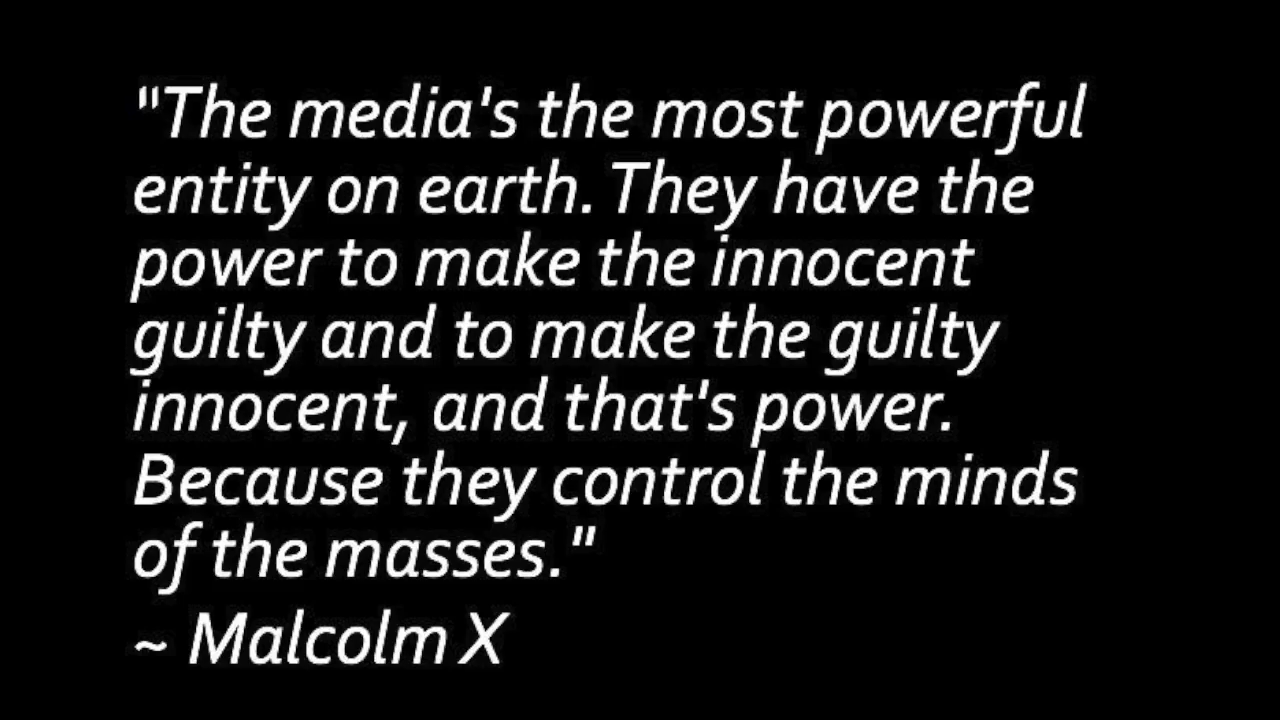 "The media's the most powerful
entity on earth. They have the
power to make the innocent
guilty and to make the guilty
innocent, and that's power.
Because they control the minds
of the masses."
~ Malcolm X